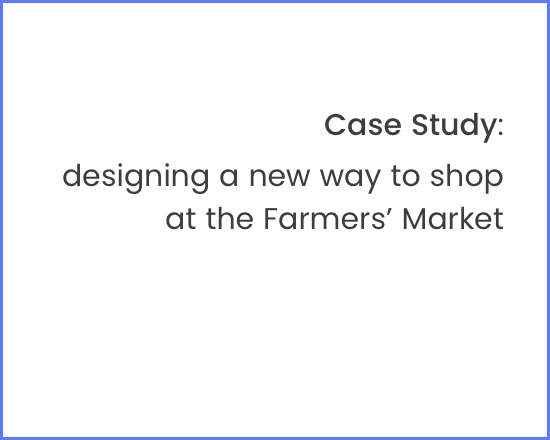 Case Study:
designing a new way to shop
at the Farmers’ Market